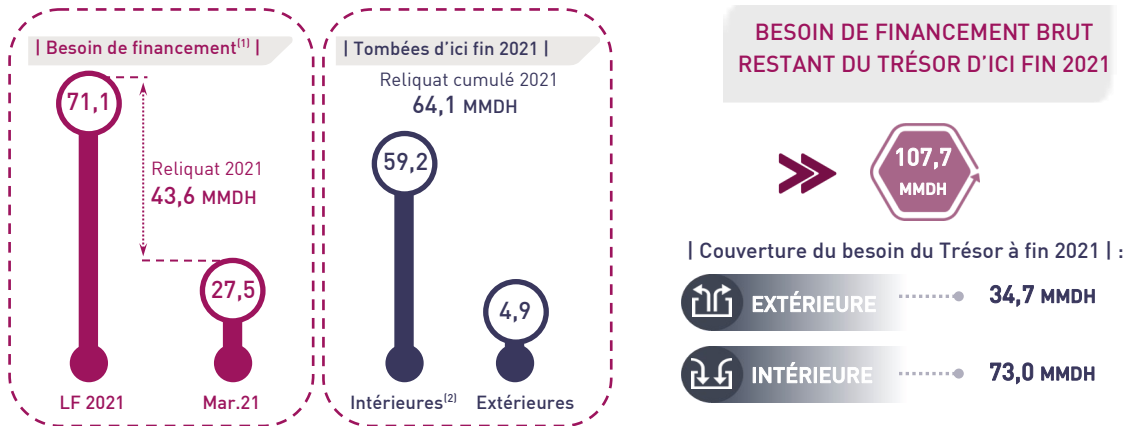 | Besoin de financement(1) |
71,1
Reliquat 2021
43,6 MMDH
27,5
LF 2021
Mar.21
| Tombées d'ici fin 2021 |
Reliquat cumulé 2021
64,1 MMDH
59,2
4,9
Intérieures(2)
Extérieures
BESOIN DE FINANCEMENT BRUT
RESTANT DU TRÉSOR D'ICI FIN 2021
107,7
MMDH
| Couverture du besoin du Trésor à fin 2021 | :
EXTÉRIEURE 34,7 MMDH
INTÉRIEURE 73,0 MMDH